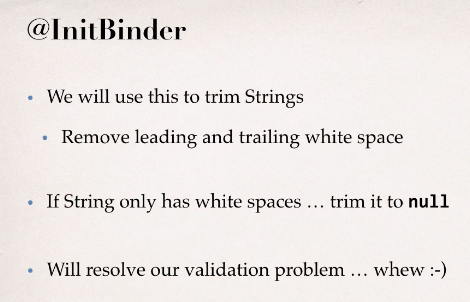 @InitBinder
• We will use this to trim Strings
• Remove leading and trailing white space
• If String only has white spaces … trim it to null
• Will resolve our validation problem … whew :-)